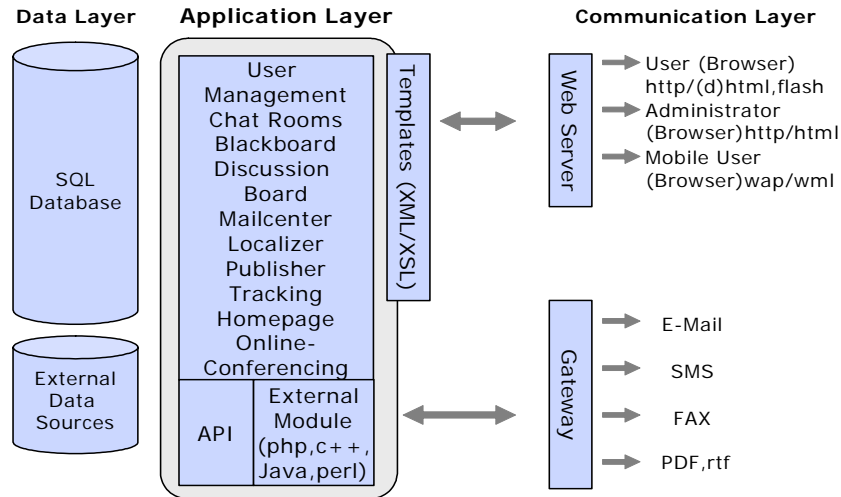 Data Layer
Application Layer
Communication Layer
SQL
Database
External
Data
Sources
User
Management
Chat Rooms
Blackboard
Discussion
Board
Mailcenter
Localizer
Publisher
Tracking
Homepage
Online-
Conferencing
API
External
Module
(php,c++,
Java,perl)
Templates (XML/XSL)
Web Server
User (Browser)
http/(d)html,flash
Administrator
(Browser)http/html
Mobile User
(Browser)wap/wml
Gateway
E-Mail
SMS
FAX
PDF,rtf